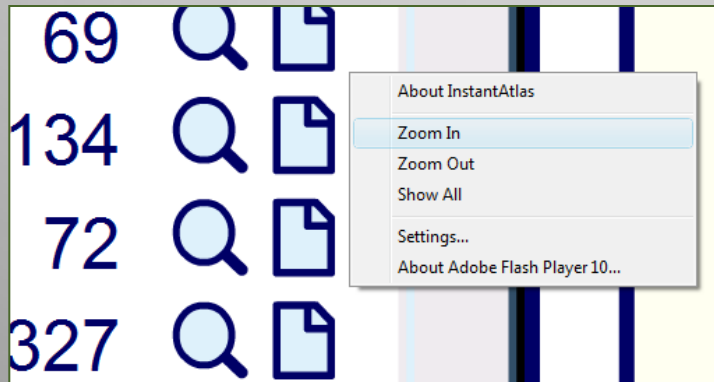 69
About InstantAtlas
Zoom In
134
Zoom Out
Show All
72
Settings...
About Adobe Flash Player 10...
327